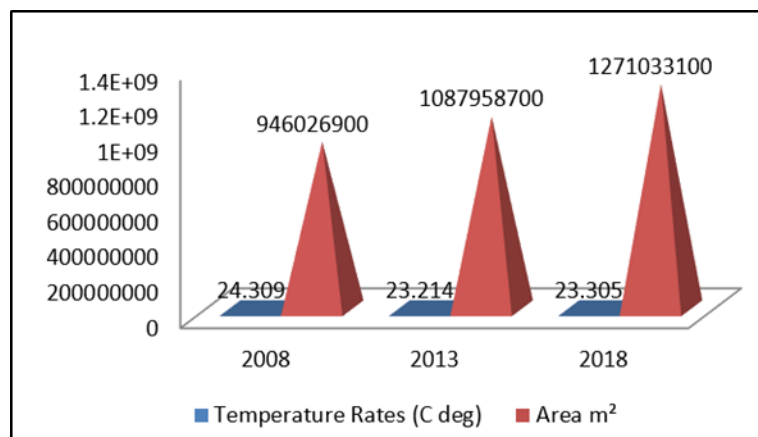 1.4E+09
1.2E+09
1E+09
800000000
600000000
400000000
200000000
0
946026900
1087958700
1271033100
24.309
23.214
23.305
2008
2013
2018
Temperature Rates (C deg)
Area m²